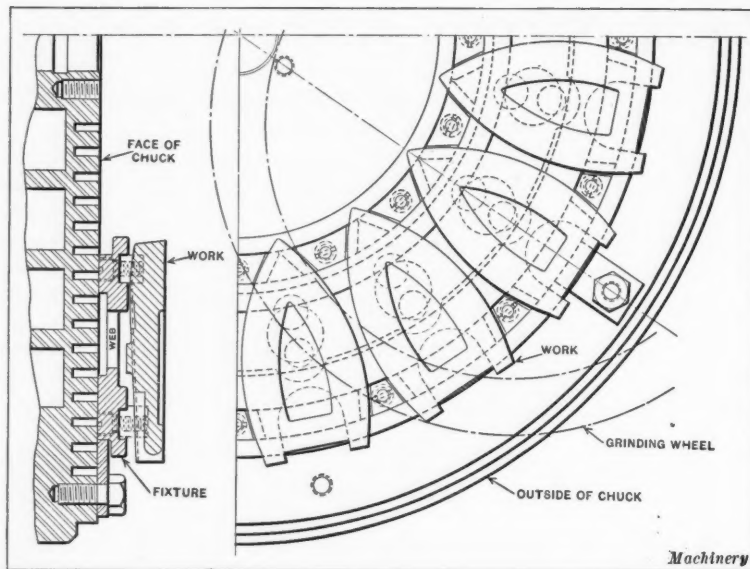 FACE OF
CHUCK
WORK
WEB
FIXTURE
WORK
GRINDING WHEEL
OUTSIDE OF CHUCK
Machinery